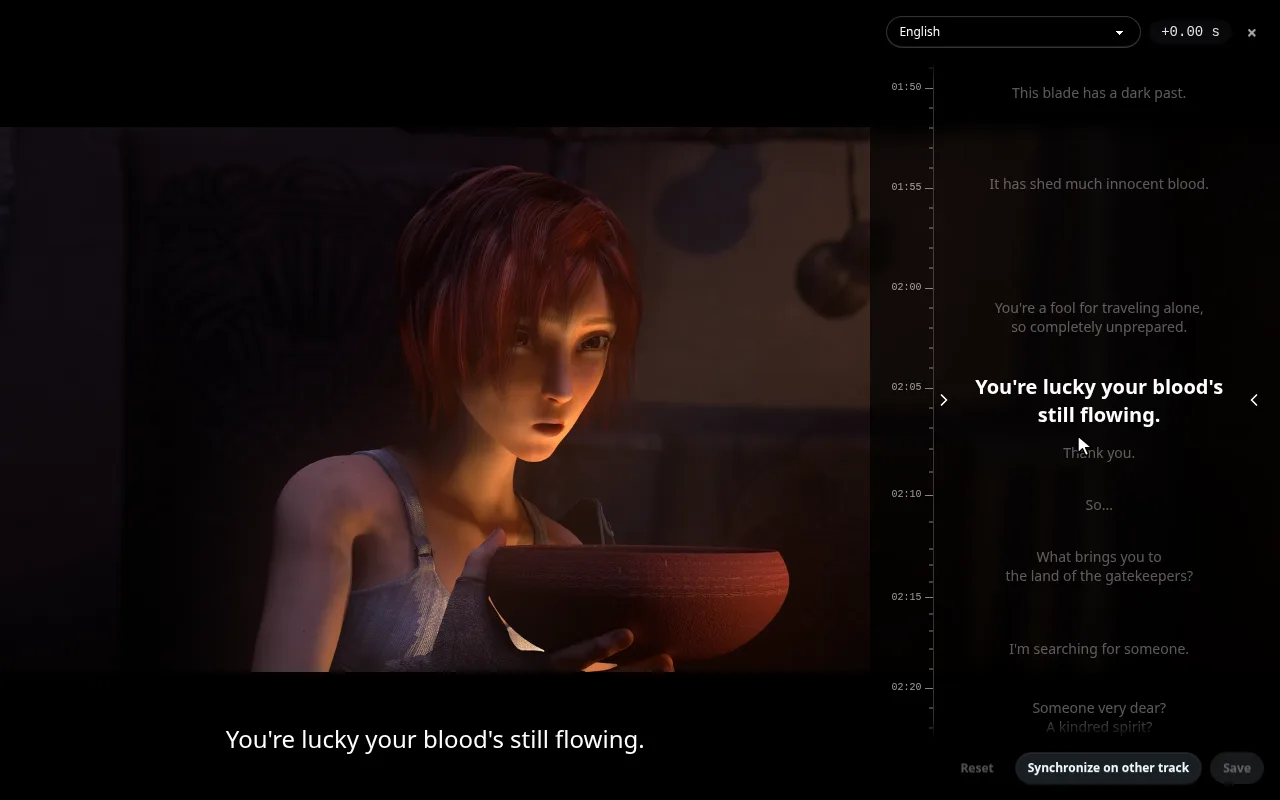 English
+0.00 s
×
01:50
This blade has a dark past.
01:55
It has shed much innocent blood.
02:00
You're a fool for traveling alone,
so completely unprepared.
02:05
You're lucky your blood's
still flowing.
Thank you.
02:10
So...
What brings you to
the land of the gatekeepers?
02:15
I'm searching for someone.
02:20
Someone very dear?
A kindred spirit?
You're lucky your blood's still flowing.
Reset
Synchronize on other track
Save